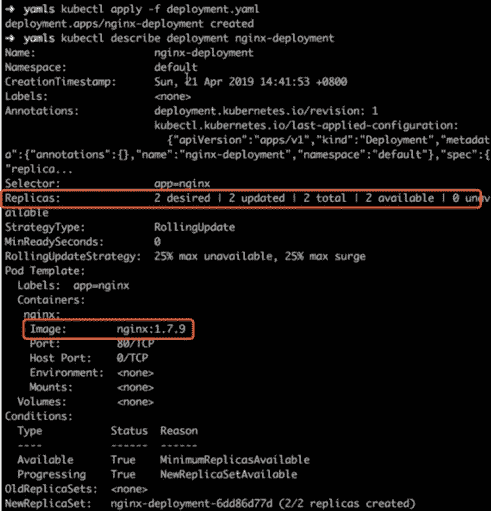 ➜ yamls kubectl apply -f deployment.yaml
deployment.apps/nginx-deployment created
➜ yamls kubectl describe deployment nginx-deployment
Name: nginx-deployment
Namespace: default
CreationTimestamp: Sun, 21 Apr 2019 14:41:53 +0800
Labels: <none>
Annotations: deployment.kubernetes.io/revision: 1
kubectl.kubernetes.io/last-applied-configuration:
{"apiVersion":"apps/v1","kind":"Deployment","metadat
a":{"annotations":{},"name":"nginx-deployment","namespace":"default"},"spec":{
"replica...
Selector: app=nginx
Replicas: 2 desired | 2 updated | 2 total | 2 available | 0 unav
ailable
StrategyType: RollingUpdate
MinReadySeconds: 0
RollingUpdateStrategy: 25% max unavailable, 25% max surge
Pod Template:
Labels: app=nginx
Containers:
nginx:
Image: nginx:1.7.9
Port: 80/TCP
Host Port: 0/TCP
Environment: <none>
Mounts: <none>
Volumes: <none>
Conditions:
Type Status Reason
---- ------ ------
Available True MinimumReplicasAvailable
Progressing True NewReplicaSetAvailable
OldReplicaSets: <none>
NewReplicaSet: nginx-deployment-6dd86d77d (2/2 replicas created)